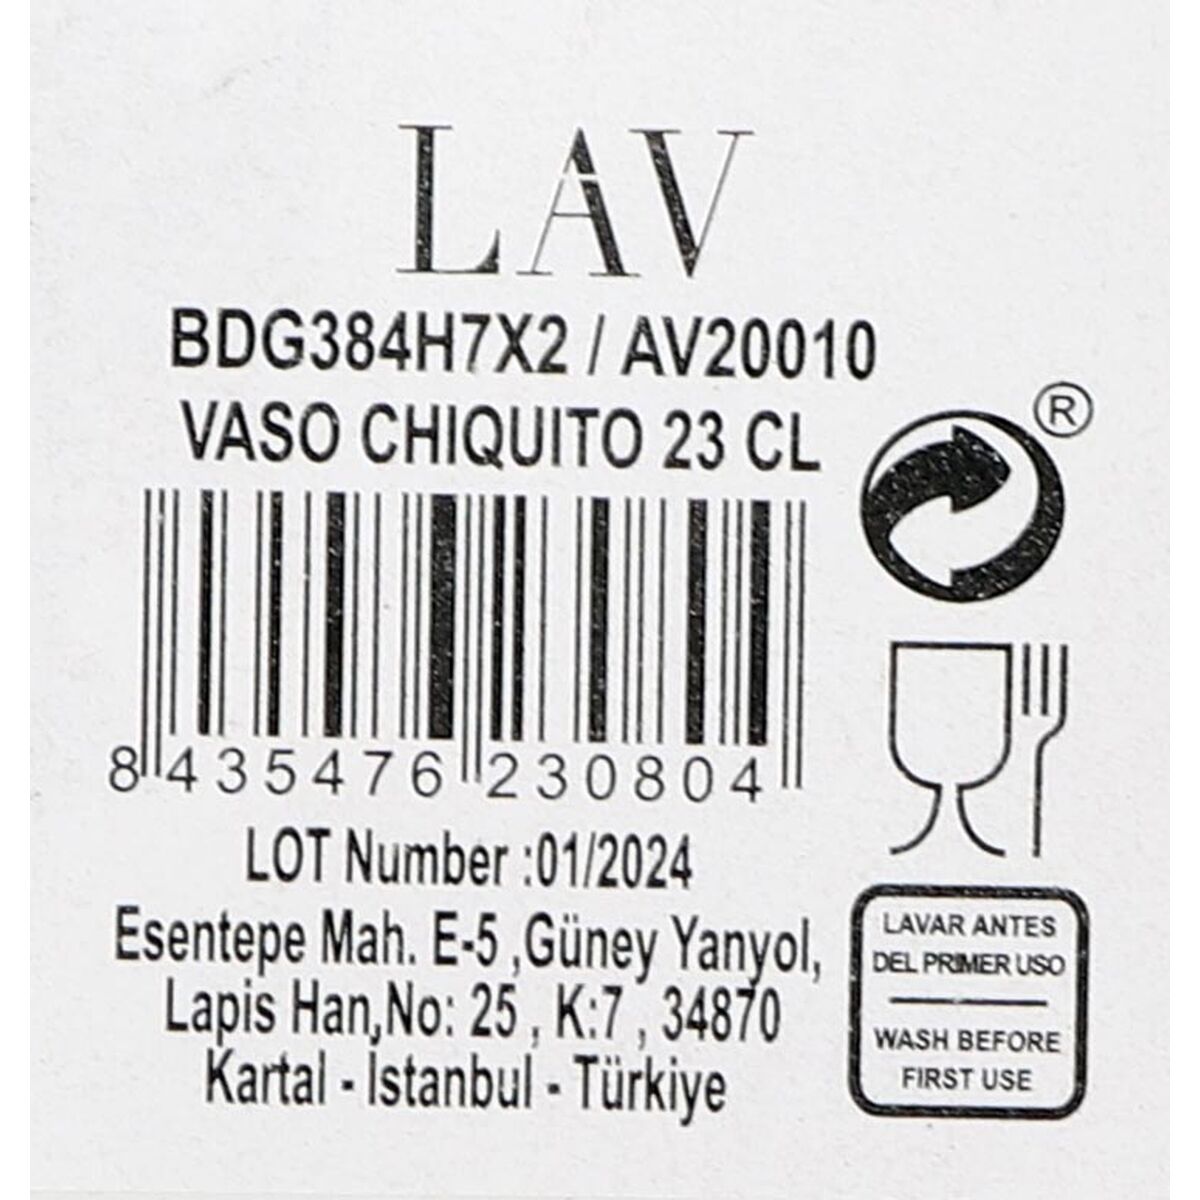 LAV
BDG384H7X2 / AV20010
VASO CHIQUITO 23 CL
®
8 435476 230804
LOT Number :01/2024
Esentepe Mah. E-5 ,Güney Yanyol,
Lapis Han,No: 25 , K:7 , 34870
Kartal - İstanbul - Türkiye
LAVAR ANTES
DEL PRIMER USO
WASH BEFORE
FIRST USE